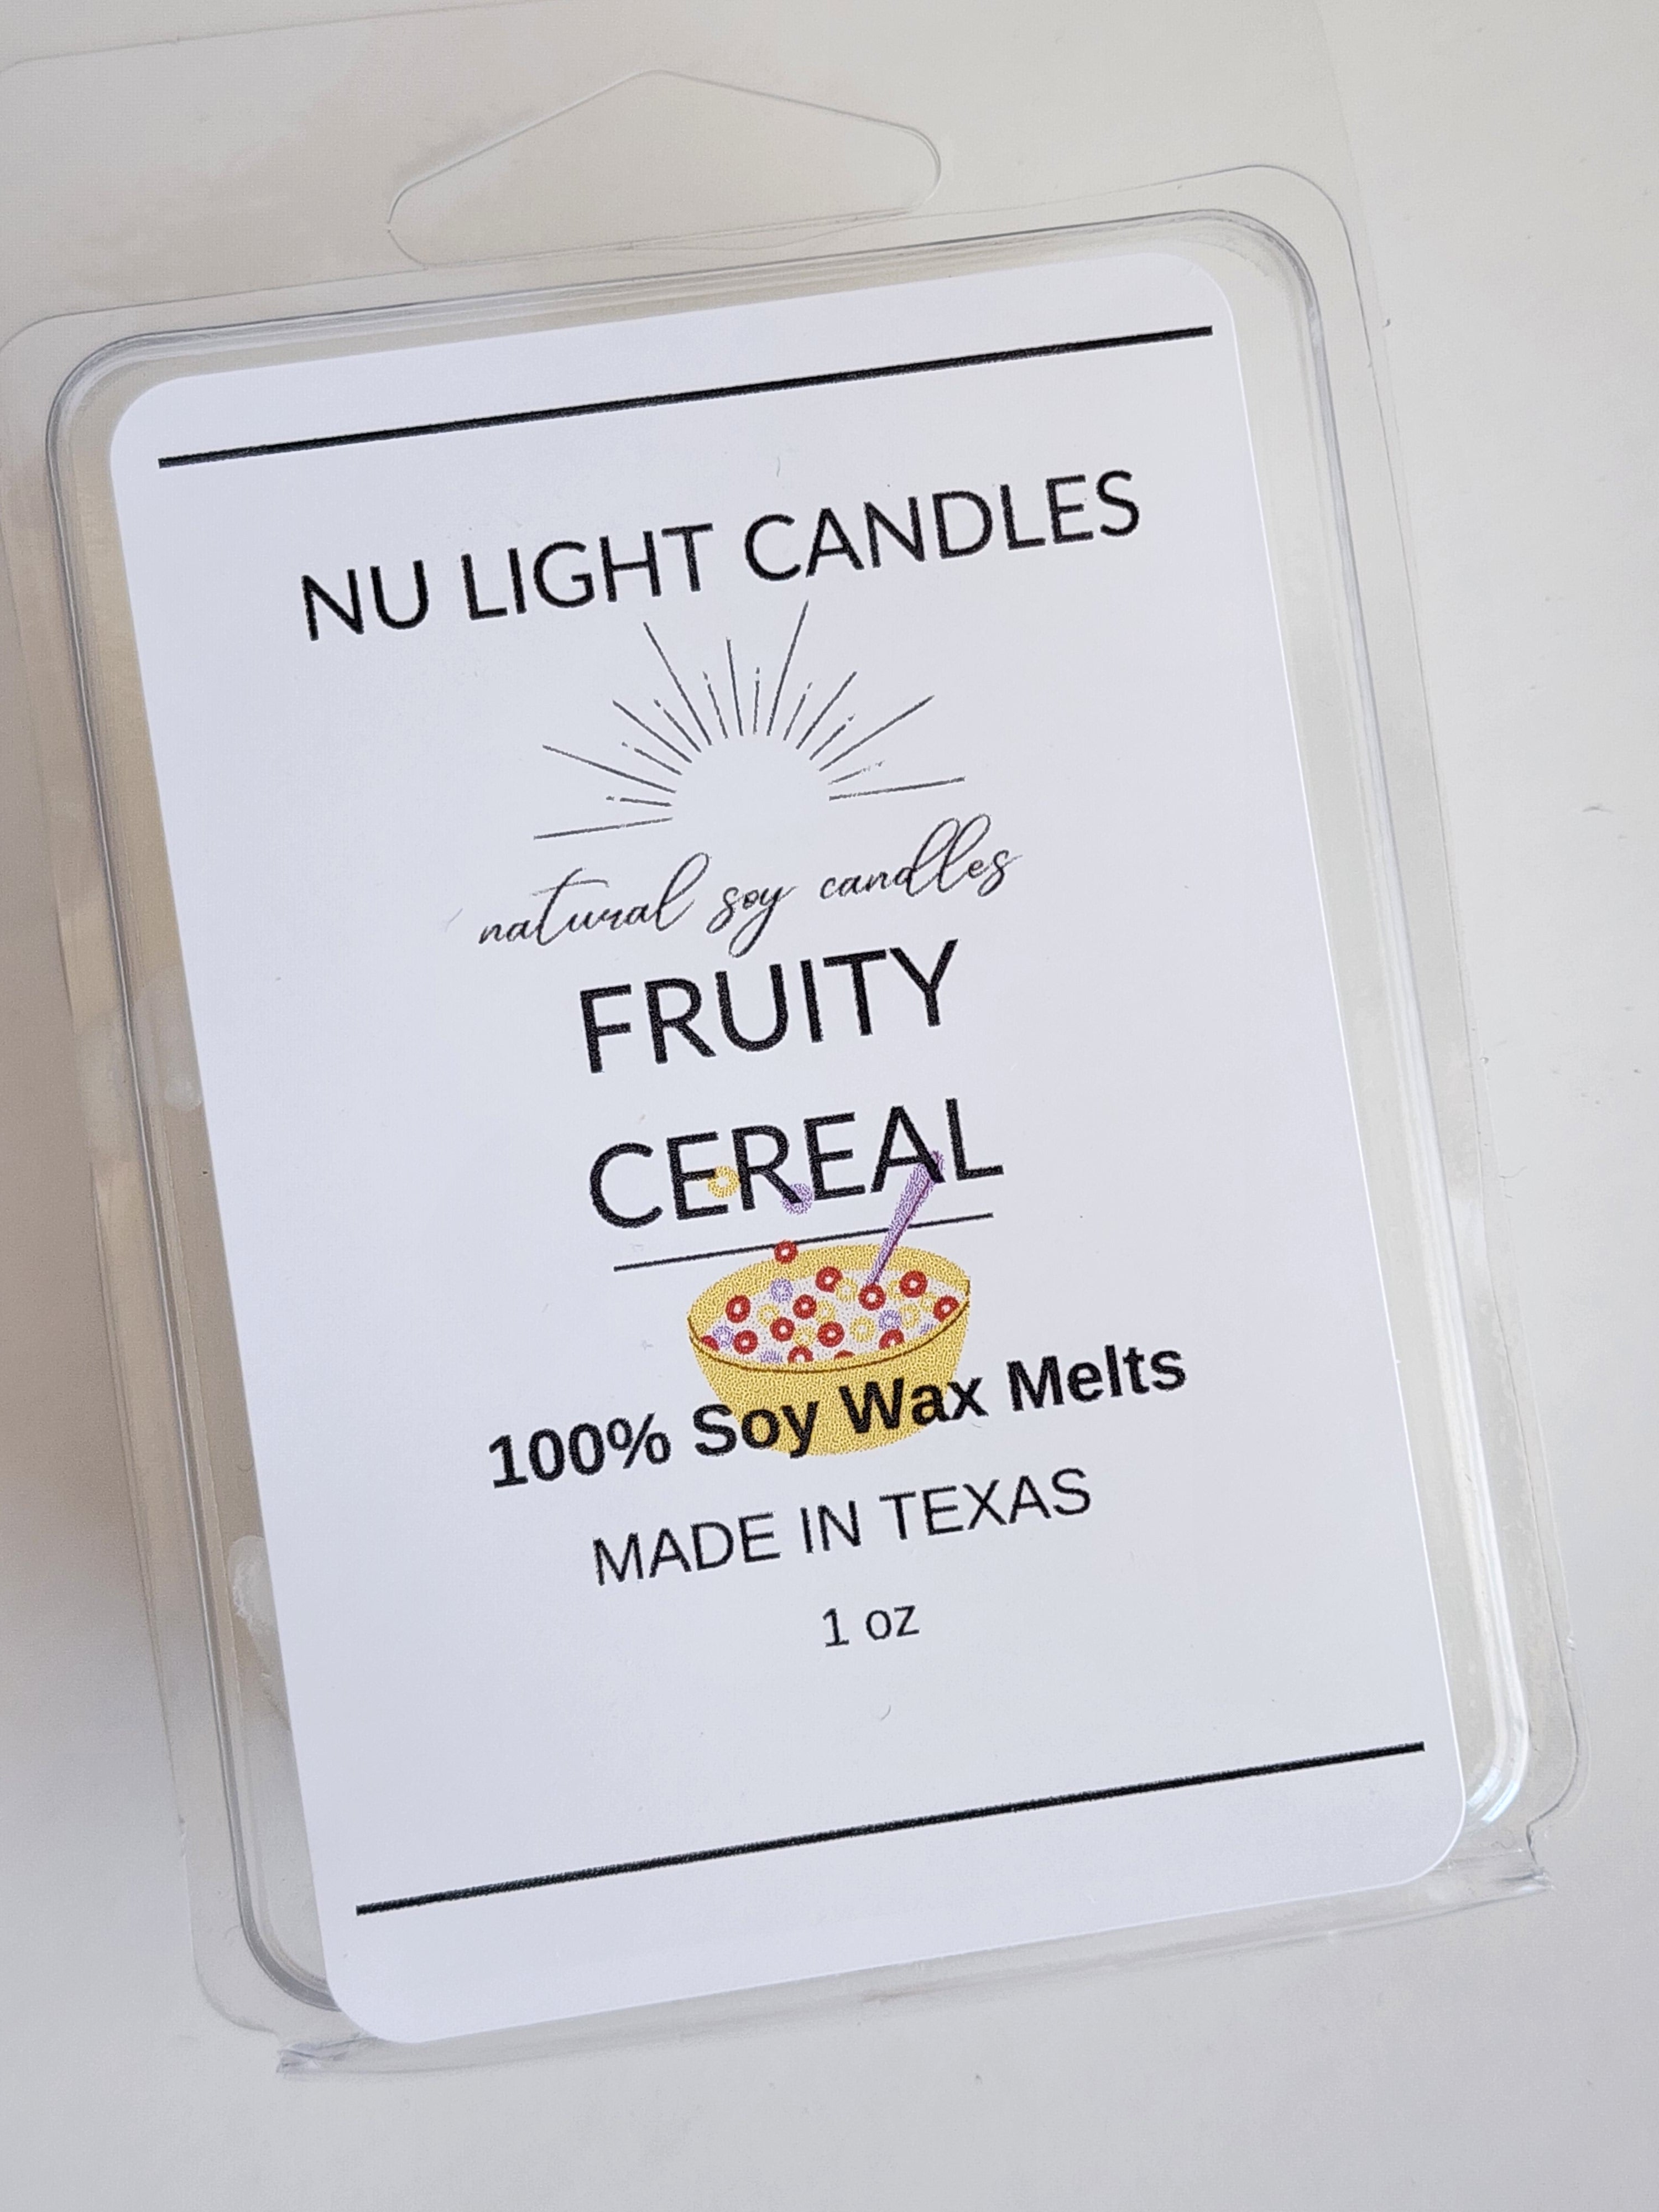 NU LIGHT CANDLES
natural soy candles
FRUITY
CEREAL
100% Soy Wax Melts
MADE IN TEXAS
1 oz